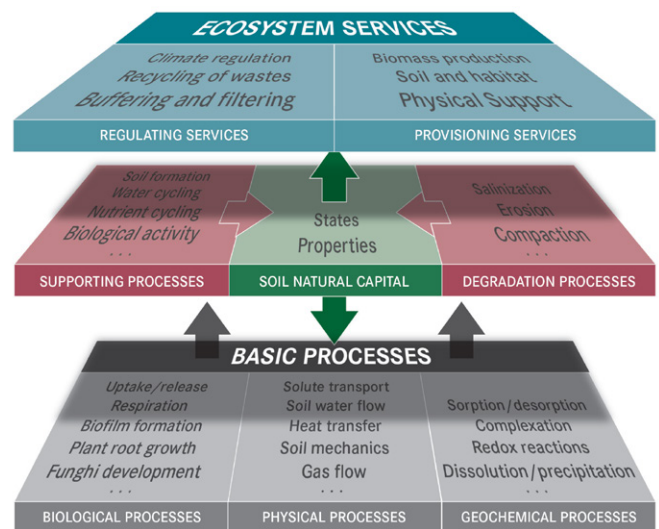 ECOSYSTEM SERVICES
Climate regulation
Recycling of wastes
Buffering and filtering
Biomass production
Soil and habitat
Physical Support
REGULATING SERVICES
PROVISIONING SERVICES
Soil formation
Water cycling
Nutrient cycling
Biological activity
...
States
Properties
Salinization
Erosion
Compaction
...
SUPPORTING PROCESSES
SOIL NATURAL CAPITAL
DEGRADATION PROCESSES
BASIC PROCESSES
Uptake/release
Respiration
Biofilm formation
Plant root growth
Funghi development
...
Solute transport
Soil water flow
Heat transfer
Soil mechanics
Gas flow
...
Sorption/desorption
Complexation
Redox reactions
Dissolution/precipitation
...
BIOLOGICAL PROCESSES
PHYSICAL PROCESSES
GEOCHEMICAL PROCESSES